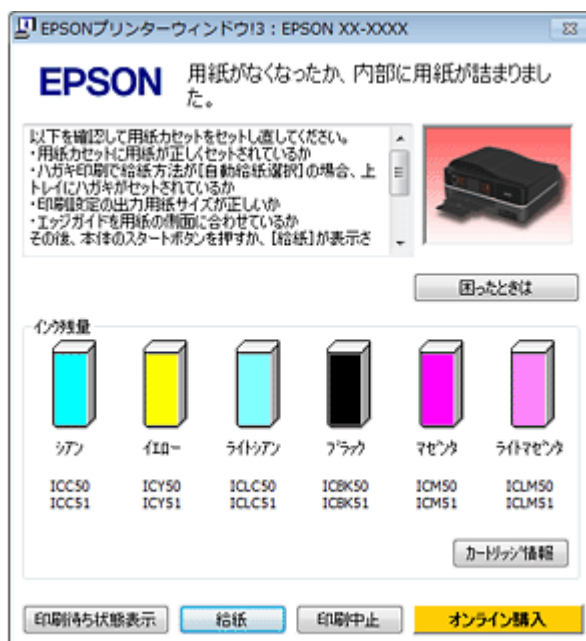 EPSONプリンターウィンドウ!3 : EPSON XX-XXXX
EPSON
用紙がなくなったか、内部に用紙が詰まりまし
た。
以下を確認して用紙カセットをセットし直してください。
・用紙カセットに用紙が正しくセットされているか
・ハガキ印刷で給紙方法が[自動給紙選択]の場合、上
トレイにハガキがセットされているか
・印刷設定の出力用紙サイズが正しいか
・エッジガイドを用紙の側面に合わせているか
その後、本体のスタートボタンを押すか、[給紙]が表示さ
困ったときは
インク残量
シアン イエロー ライトシアン ブラック マゼンタ ライトマゼンタ
ICC50 ICY50 ICLC50 ICBK50 ICM50 ICLM50
ICC51 ICY51 ICLC51 ICBK51 ICM51 ICLM51
カートリッジ情報
印刷待ち状態表示 給紙 印刷中止 オンライン購入